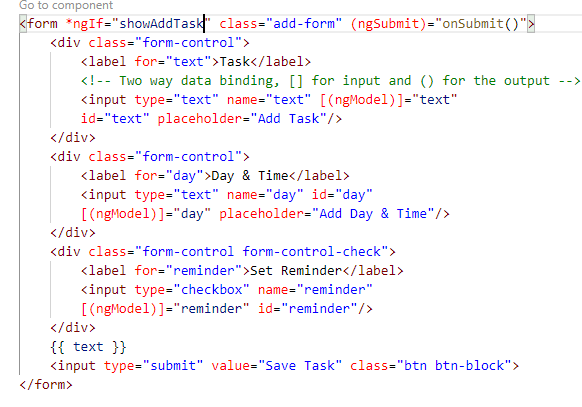 Go to component
<form *ngIf="showAddTask" class="add-form" (ngSubmit)="onSubmit()">
<div class="form-control">
<label for="text">Task</label>
<!-- Two way data binding, [] for input and () for the output -->
<input type="text" name="text" [(ngModel)]="text"
id="text" placeholder="Add Task"/>
</div>
<div class="form-control">
<label for="day">Day & Time</label>
<input type="text" name="day" id="day"
[(ngModel)]="day" placeholder="Add Day & Time"/>
</div>
<div class="form-control form-control-check">
<label for="reminder">Set Reminder</label>
<input type="checkbox" name="reminder"
[(ngModel)]="reminder" id="reminder"/>
</div>
{{ text }}
<input type="submit" value="Save Task" class="btn btn-block">
</form>